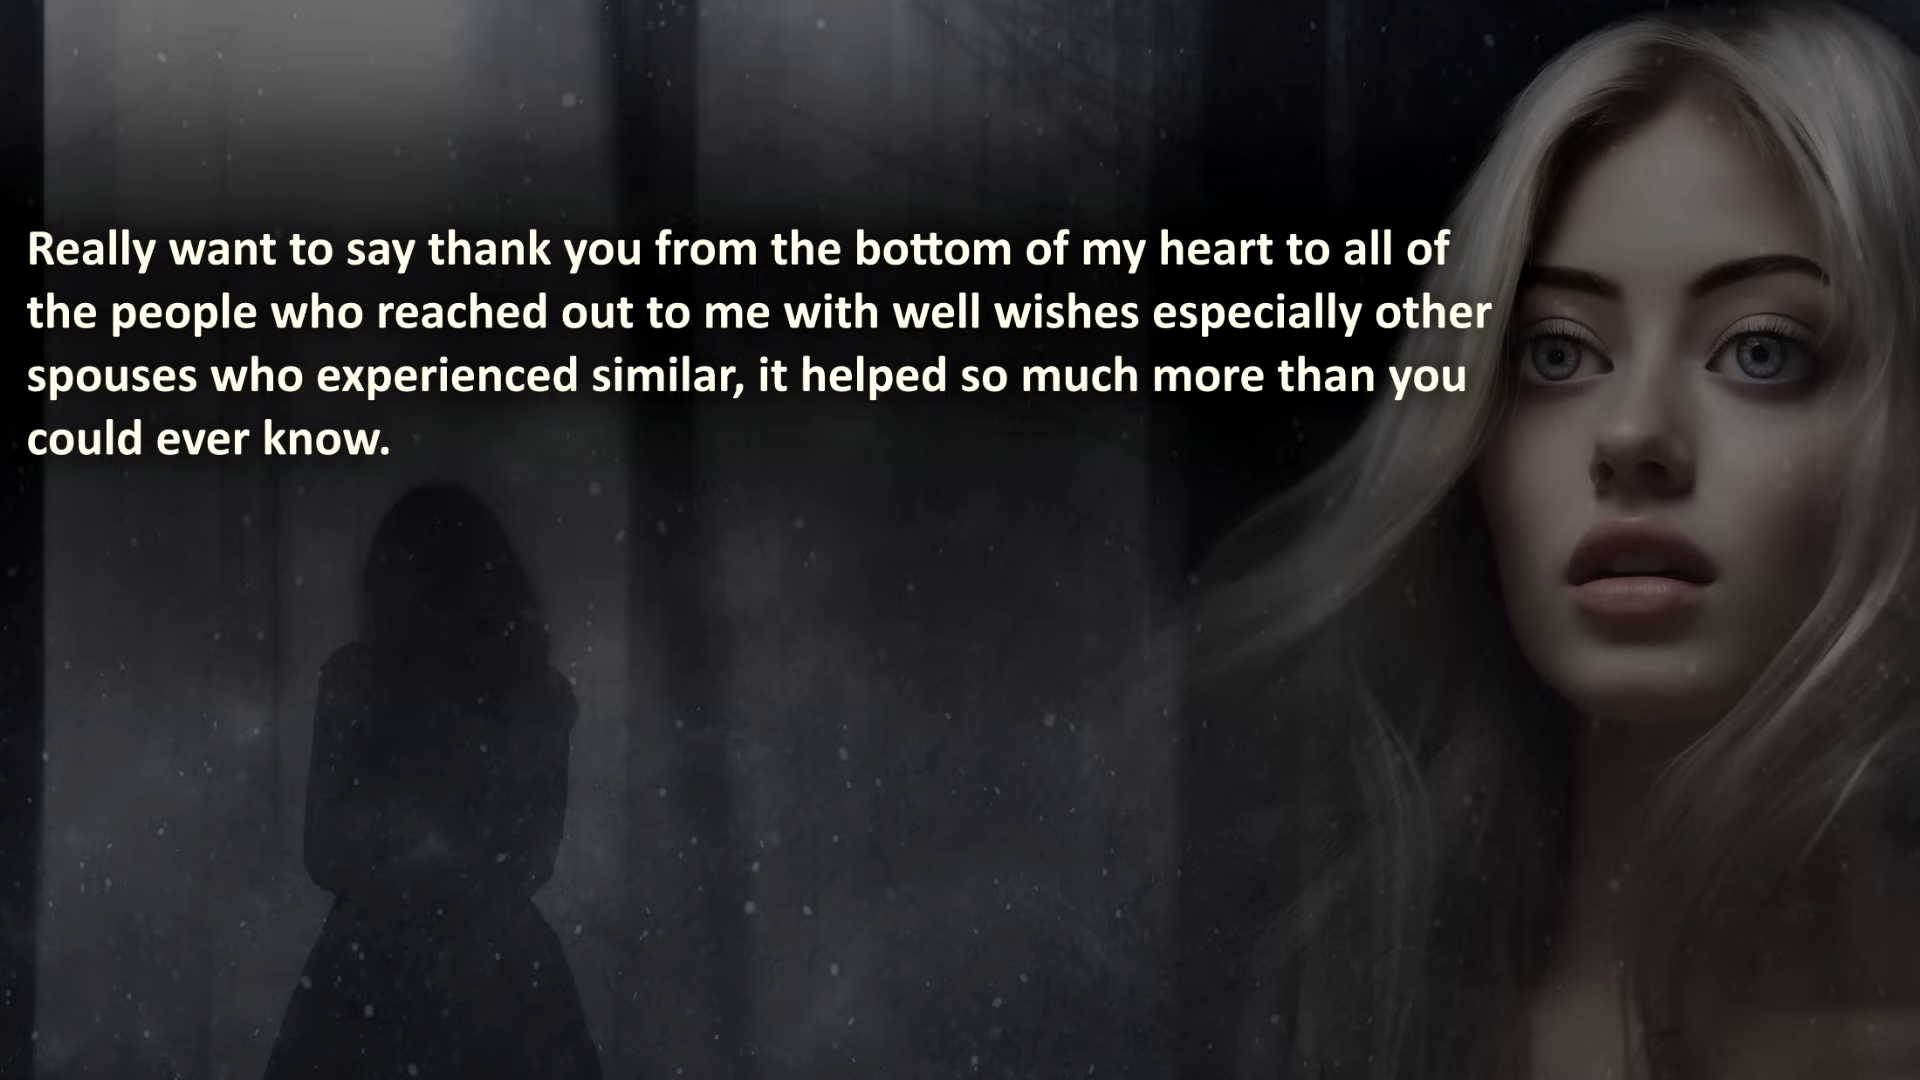 Really want to say thank you from the bottom of my heart to all of
the people who reached out to me with well wishes especially other
spouses who experienced similar, it helped so much more than you
could ever know.